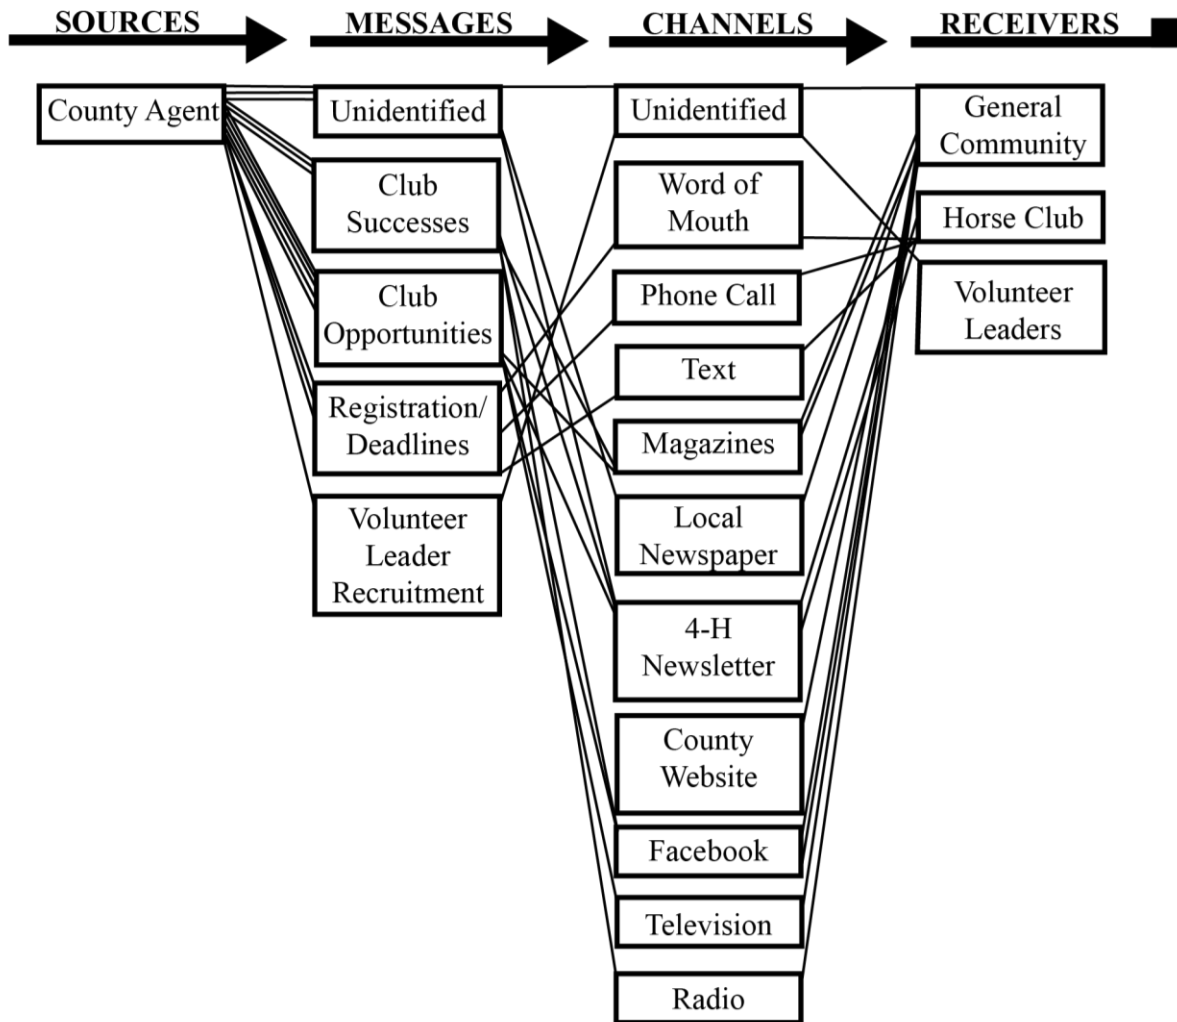 SOURCES
MESSAGES
CHANNELS
RECEIVERS
County Agent
Unidentified
Club
Successes
Club
Opportunities
Registration/
Deadlines
Volunteer
Leader
Recruitment
Unidentified
Word of
Mouth
Phone Call
Text
Magazines
Local
Newspaper
4-H
Newsletter
County
Website
Facebook
Television
Radio
General
Community
Horse Club
Volunteer
Leaders